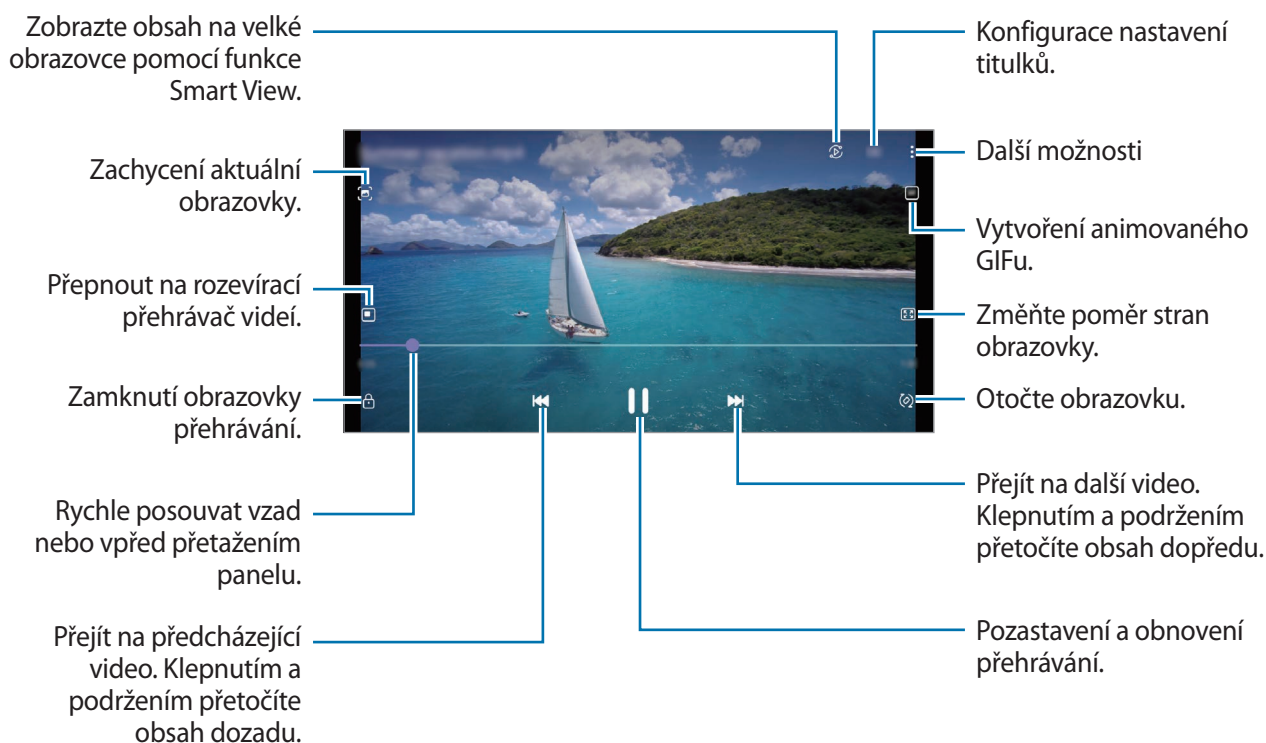 Zobrazte obsah na velké
obrazovce pomocí funkce
Smart View.
Zachycení aktuální
obrazovky.
Přepnout na rozevírací
přehrávač videí.
Zamknutí obrazovky
přehrávání.
Rychle posouvat vzad
nebo vpřed přetažením
panelu.
Přejít na předcházející
video. Klepnutím a
podržením přetočíte
obsah dozadu.
Konfigurace nastavení
titulků.
Další možnosti
Vytvoření animovaného
GIFu.
Změňte poměr stran
obrazovky.
Otočte obrazovku.
Přejít na další video.
Klepnutím a podržením
přetočíte obsah dopředu.
Pozastavení a obnovení
přehrávání.